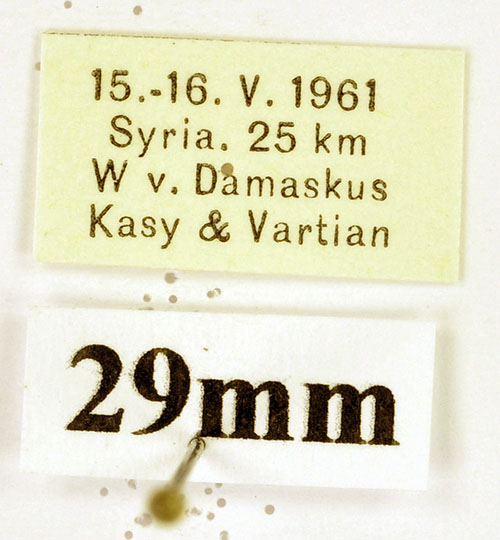 15.-16. V. 1961
Syria. 25 km
W v. Damaskus
Kasy & Vartian
29mm